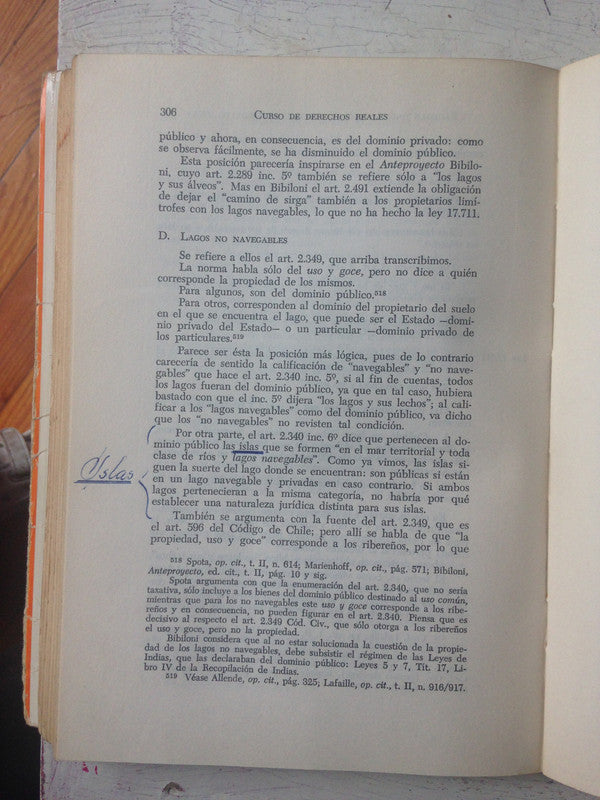 306
CURSO DE DERECHOS REALES
público y ahora, en consecuencia, es del dominio privado: como
se observa fácilmente, se ha disminuido el dominio público.
Esta posición parecería inspirarse en el Anteproyecto Bibilo-
ni, cuyo art. 2.289 inc. 5º también se refiere sólo a "los lagos
y sus álveos". Mas en Bibiloni el art. 2.491 extiende la obligación
de dejar el "camino de sirga" también a los propietarios limí-
trofes con los lagos navegables, lo que no ha hecho la ley 17.711.
D. LAGOS NO NAVEGABLES
Se refiere a ellos el art. 2.349, que arriba transcribimos.
La norma habla sólo del uso y goce, pero no dice a quién
corresponde la propiedad de los mismos.
Para algunos, son del dominio público.518
Para otros, corresponden al dominio del propietario del suelo
en el que se encuentra el lago, que puede ser el Estado —domi-
nio privado del Estado— o un particular —dominio privado de
los particulares.519
Parece ser ésta la posición más lógica, pues de lo contrario
carecería de sentido la calificación de "navegables" y "no nave-
gables" que hace el art. 2.340 inc. 5º, si al fin de cuentas, todos
los lagos fueran del dominio público, ya que en tal caso, hubiera
bastado con que el inc. 5º dijera "los lagos y sus lechos"; al cali-
ficar a los "lagos navegables" como del dominio público, va dicho
que los "no navegables" no revisten tal condición.
Por otra parte, el art. 2.340 inc. 6º dice que pertenecen al do-
minio público las islas que se formen "en el mar territorial y toda
clase de ríos y lagos navegables". Como ya vimos, las islas si-
guen la suerte del lago donde se encuentran: son públicas si están
en un lago navegable y privadas en caso contrario. Si ambos
lagos pertenecieran a la misma categoría, no habría por qué
establecer una naturaleza jurídica distinta para sus islas.
Islas
También se argumenta con la fuente del art. 2.349, que es
el art. 596 del Código de Chile; pero allí se habla de que "la
propiedad, uso y goce" corresponde a los ribereños, por lo que
518 Spota, op. cit., t. II, n. 614; Marienhoff, op. cit., pág. 571; Bibiloni,
Anteproyecto, ed. cit., t. II, pág. 10 y sig.
Spota argumenta con que la enumeración del art. 2.340, que no sería
taxativa, sólo incluye a los bienes del dominio público destinado al uso común,
mientras que para los no navegables este uso y goce corresponde a los ribe-
reños y en consecuencia, no pueden figurar en el art. 2.340. Piensa que es
decisivo al respecto el art. 2.349 Cód. Civ., que sólo otorga a los ribereños
el uso y goce, pero no la propiedad.
Bibiloni considera que al no estar solucionada la cuestión de la propie-
dad de los lagos no navegables, debe subsistir el régimen de las Leyes de
Indias, que las declaraban del dominio público: Leyes 5 y 7, Tít. 17, Li-
bro IV de la Recopilación de Indias.
519 Véase Allende, op. cit., pág. 325; Lafaille, op. cit., t. II, n. 916/917.